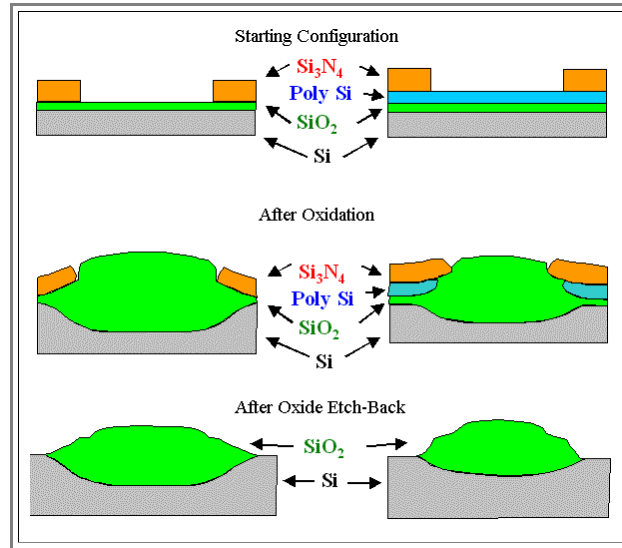 Starting Configuration
Si₃N₄
Poly Si
SiO₂
Si
After Oxidation
Si₃N₄
Poly Si
SiO₂
Si
After Oxide Etch-Back
SiO₂
Si